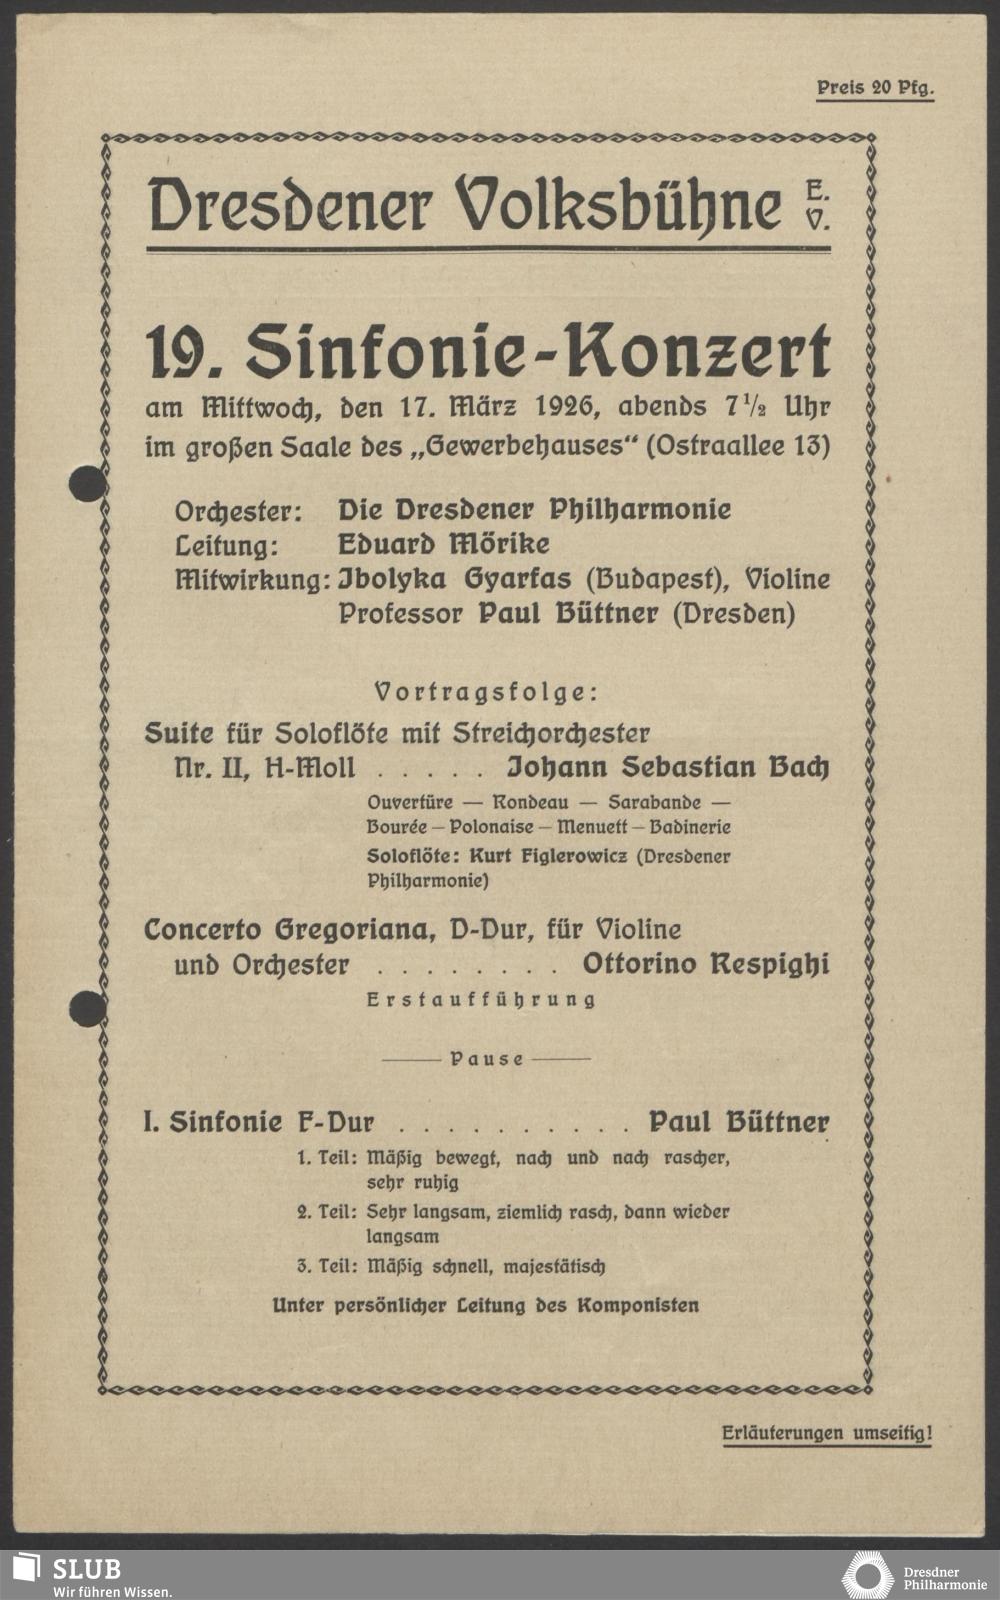 Preis 20 Pfg.
Dresdener Volksbühne E. V.
19. Sinfonie-Konzert
am Mittwoch, den 17. März 1926, abends 7 1/2 Uhr
im großen Saale des „Gewerbehauses“ (Ostraallee 13)
Orchester: Die Dresdener Philharmonie
Leitung: Eduard Mörike
Mitwirkung: Ibolyka Gyarfas (Budapest), Violine
Professor Paul Büttner (Dresden)
Vortragsfolge:
Suite für Soloflöte mit Streichorchester
Nr. II, H-Moll . . . . . Johann Sebastian Bach
Ouvertüre — Rondeau — Sarabande —
Bourée — Polonaise — Menuett — Badinerie
Soloflöte: Kurt Figlerowicz (Dresdener
Philharmonie)
Concerto Gregoriana, D-Dur, für Violine
und Orchester . . . . . . . . Ottorino Respighi
Erstaufführung
Pause
I. Sinfonie F-Dur . . . . . . . . . . Paul Büttner
1. Teil: Mäßig bewegt, nach und nach rascher,
sehr ruhig
2. Teil: Sehr langsam, ziemlich rasch, dann wieder
langsam
3. Teil: Mäßig schnell, majestätisch
Unter persönlicher Leitung des Komponisten
Erläuterungen umseitig!
SLUB
Wir führen Wissen.
Dresdner
Philharmonie